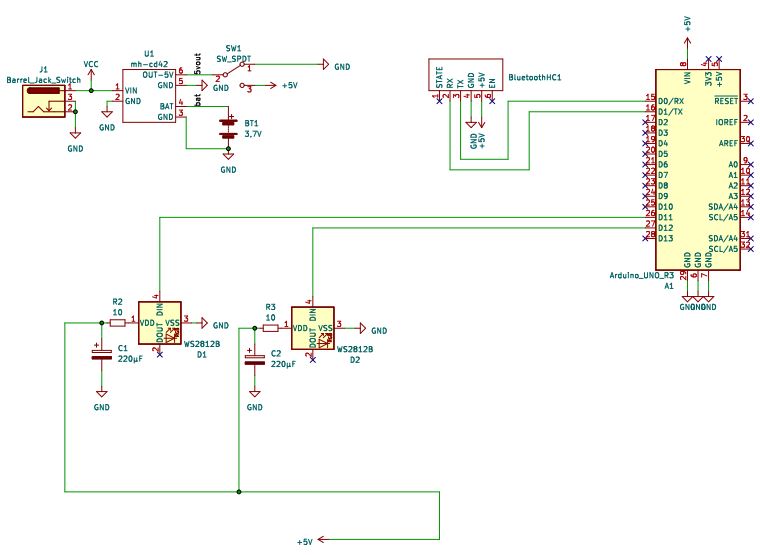 J1
Barrel_Jack_Switch
1
3
2
GND
VCC
GND
U1
mh-cd42
1 VIN
2 GND
OUT-5V 6
GND 5
BAT 4
GND 3
5vout
bat
GND
SW1
SW_SPDT
1
2
3
GND
+5V
BT1
3,7V
GND
BluetoothHC1
STATE RX TX GND +5V EN
1 2 3 4 5 6
GND +5V
+5V
8 4 5
VIN 3V3 +5V
15 D0/RX
16 D1/TX
17 D2
18 D3
19 D4
20 D5
21 D6
22 D7
23 D8
24 D9
25 D10
26 D11
27 D12
28 D13
RESET 3
IOREF 2
AREF 30
A0 9
A1 10
A2 11
A3 12
SDA/A4 13
SCL/A5 14
SDA/A4 31
SCL/A5 32
GND GND GND
29 6 7
Arduino_UNO_R3
A1
GND GND GND
R2
10
4
DIN
1 VDD VSS 3
DOUT
2
GND
WS2812B
D1
C1
220µF
GND
R3
10
4
DIN
1 VDD VSS 3
DOUT
2
GND
WS2812B
D2
C2
220µF
GND
+5V